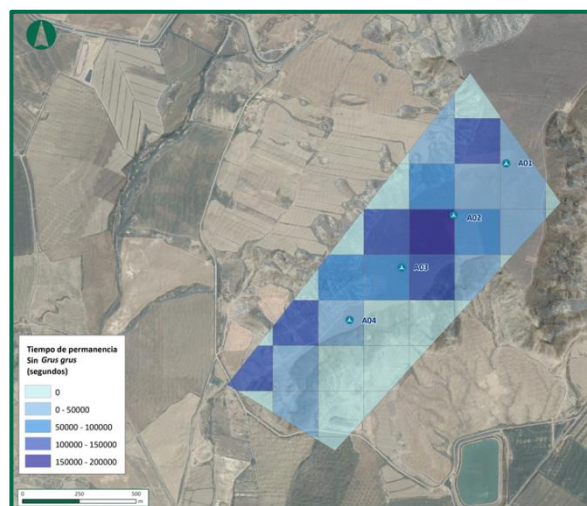 A01
A02
A03
A04
Tiempo de permanencia
Sin Grus grus
(segundos)
0
0 - 50000
50000 - 100000
100000 - 150000
150000 - 200000
0 250 500
m